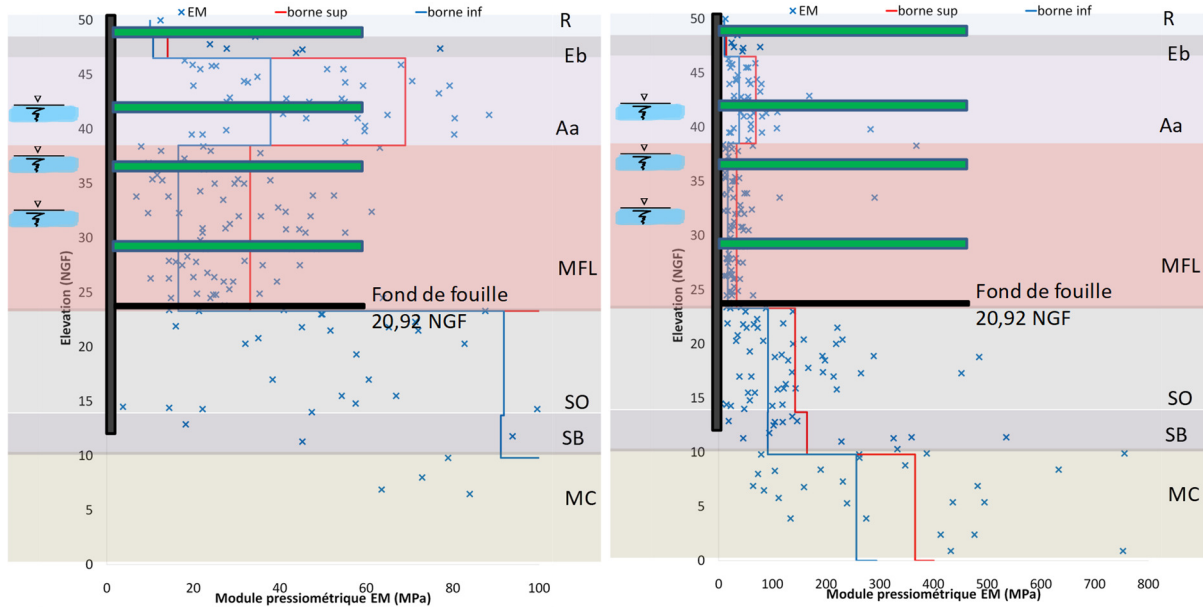 EM borne sup borne inf
50
45
40
35
30
25
20
15
10
5
0
Elevation (NGF)
R
Eb
Aa
MFL
Fond de fouille
20,92 NGF
SO
SB
MC
0 20 40 60 80 100
Module pressiométrique EM (MPa)
EM borne sup borne inf
50
45
40
35
30
25
20
15
10
5
0
Elevation (NGF)
R
Eb
Aa
MFL
Fond de fouille
20,92 NGF
SO
SB
MC
0 100 200 300 400 500 600 700 800
Module pressiométrique EM (MPa)